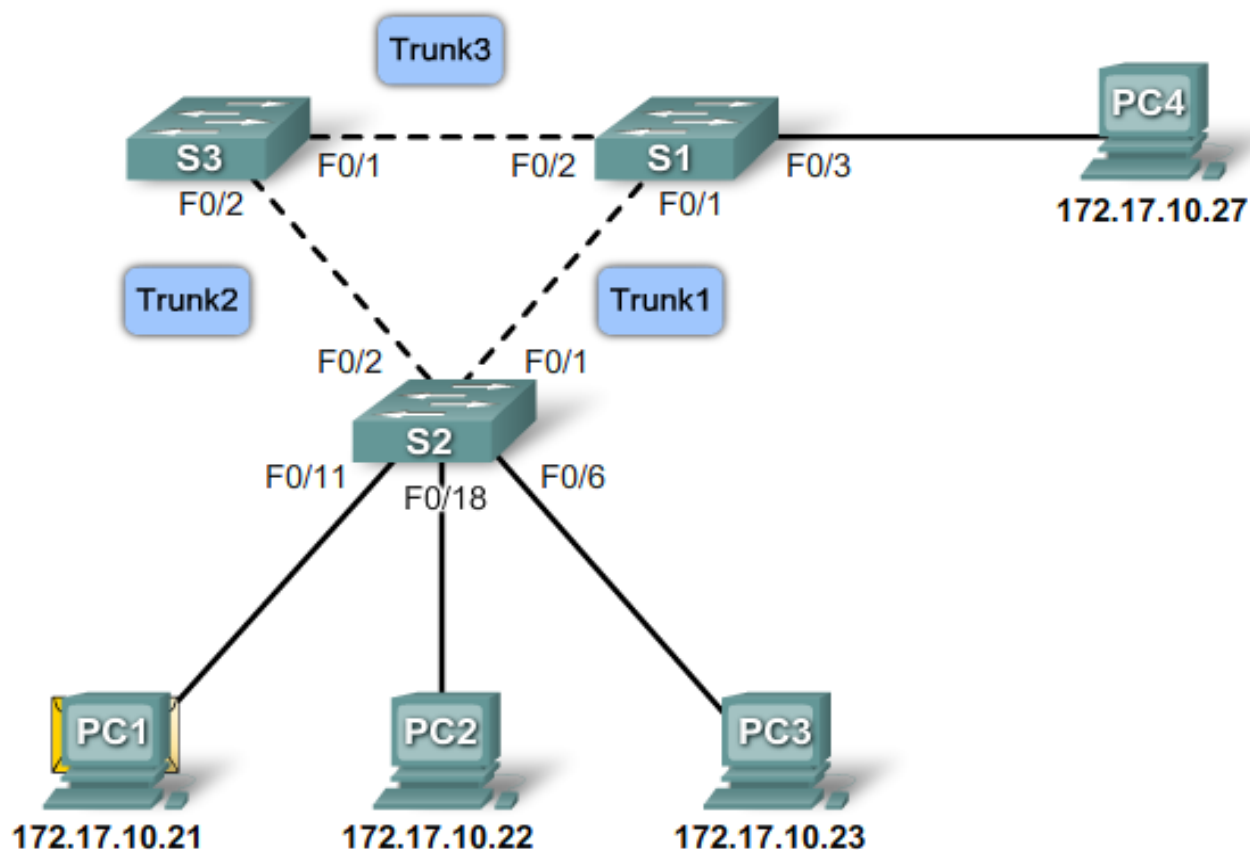 Trunk3
PC4
S3
F0/1
F0/2
S1
F0/3
F0/2
F0/1
172.17.10.27
Trunk2
Trunk1
F0/2
F0/1
S2
F0/11
F0/18
F0/6
PC1
PC2
PC3
172.17.10.21
172.17.10.22
172.17.10.23